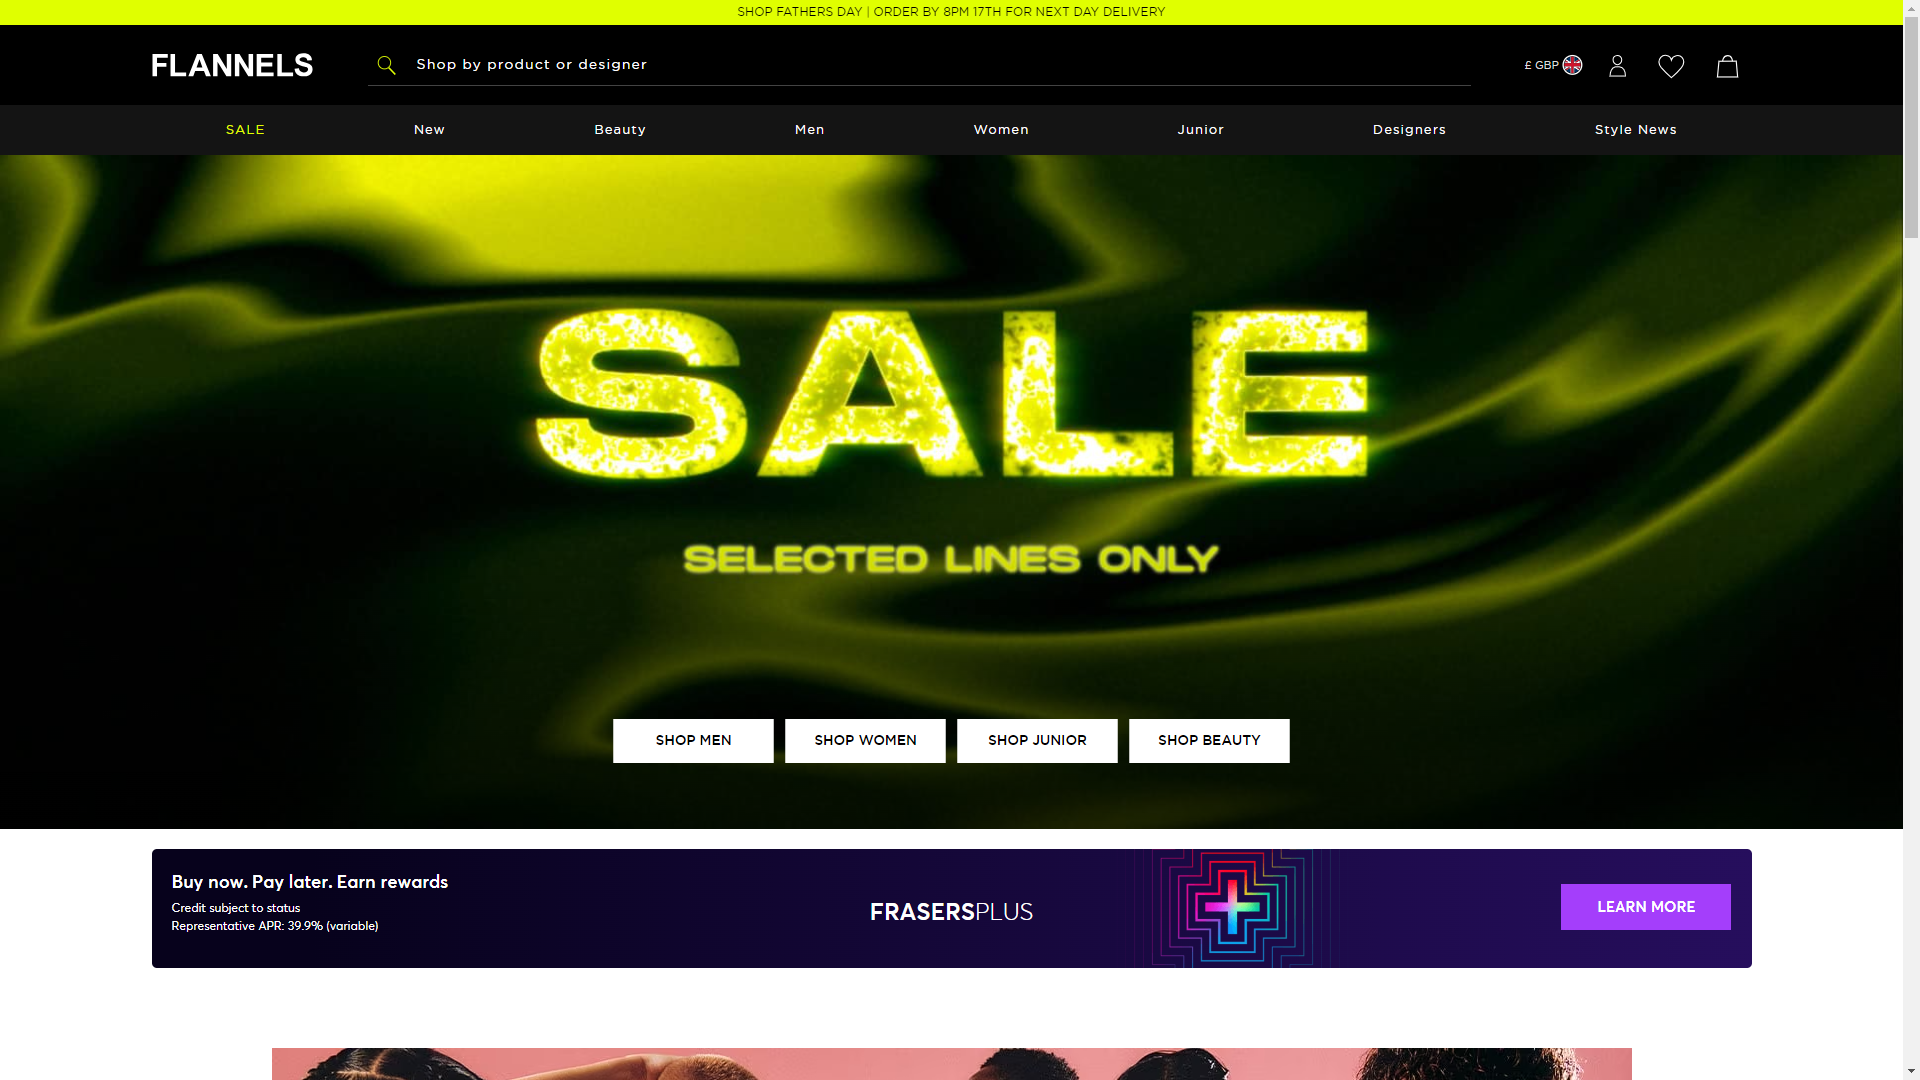 SHOP FATHERS DAY | ORDER BY 8PM 17TH FOR NEXT DAY DELIVERY
FLANNELS
Shop by product or designer
£ GBP
SALE
New
Beauty
Men
Women
Junior
Designers
Style News
SALE
SELECTED LINES ONLY
SHOP MEN
SHOP WOMEN
SHOP JUNIOR
SHOP BEAUTY
Buy now. Pay later. Earn rewards
Credit subject to status
Representative APR: 39.9% (variable)
FRASERSPLUS
LEARN MORE